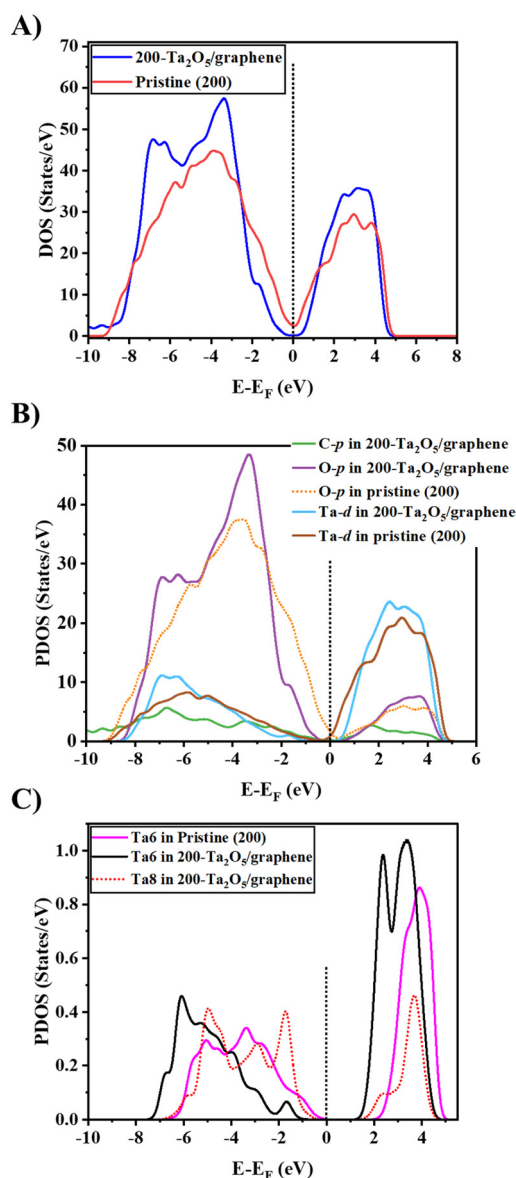 A)
200-Ta2O5/graphene
Pristine (200)
DOS (States/eV)
70
60
50
40
30
20
10
0
-10 -8 -6 -4 -2 0 2 4 6 8
E-EF (eV)
B)
C-p in 200-Ta2O5/graphene
O-p in 200-Ta2O5/graphene
O-p in pristine (200)
Ta-d in 200-Ta2O5/graphene
Ta-d in pristine (200)
PDOS (States/eV)
50
40
30
20
10
0
-10 -8 -6 -4 -2 0 2 4 6
E-EF (eV)
C)
Ta6 in Pristine (200)
Ta6 in 200-Ta2O5/graphene
Ta8 in 200-Ta2O5/graphene
PDOS (States/eV)
1.0
0.8
0.6
0.4
0.2
0.0
-10 -8 -6 -4 -2 0 2 4
E-EF (eV)